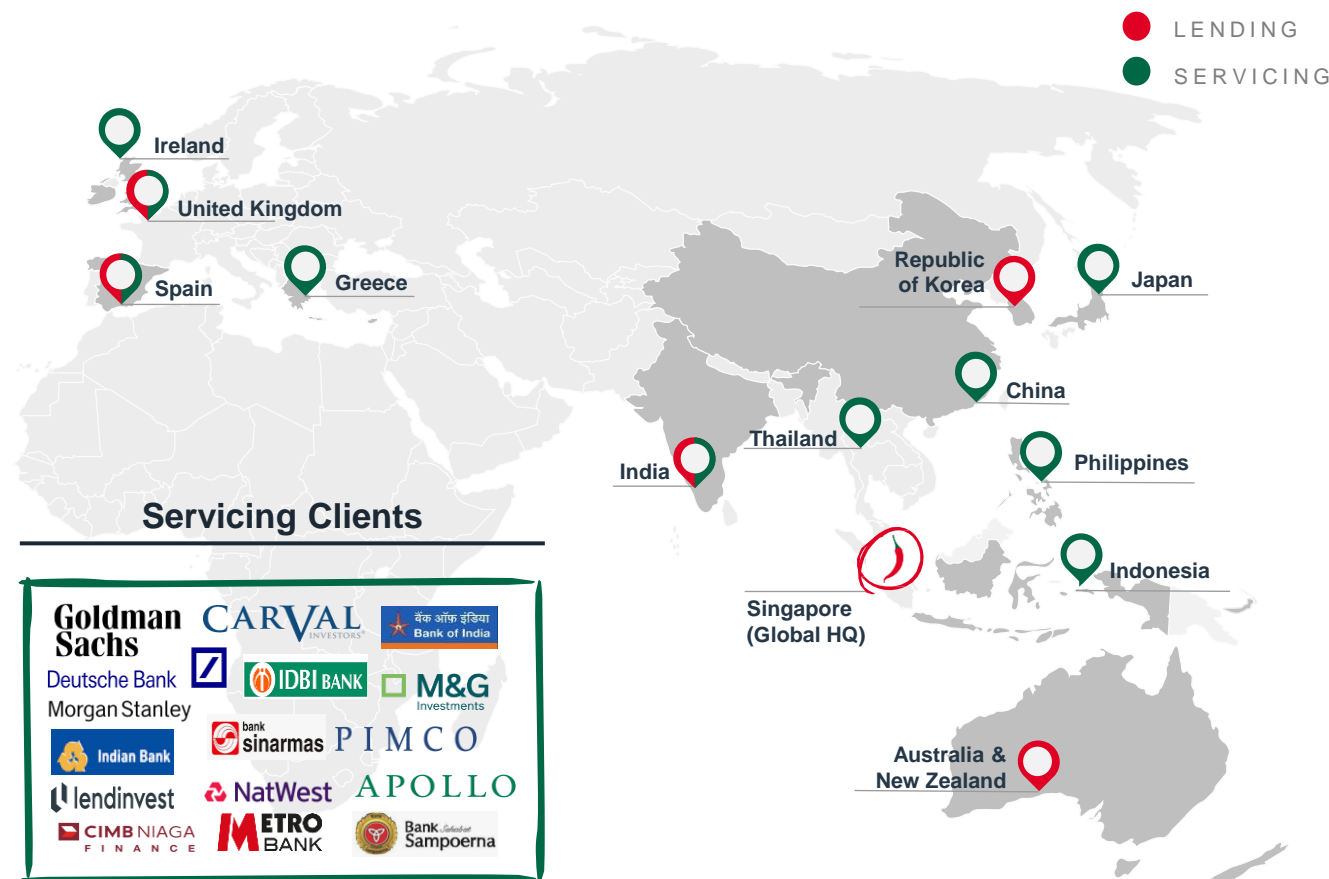 LENDING
SERVICING
Ireland
United Kingdom
Spain
Greece
Republic
of Korea
Japan
China
Thailand
India
Philippines
Indonesia
Singapore
(Global HQ)
Australia &
New Zealand
Servicing Clients
Goldman
Sachs
CARVAL
INVESTORS
बैंक ऑफ़ इंडिया
Bank of India
Deutsche Bank
IDBI BANK
M&G
Investments
Morgan Stanley
bank
sinarmas
PIMCO
Indian Bank
lendinvest
NatWest
APOLLO
CIMB NIAGA
FINANCE
METRO
BANK
Bank Sahabat
Sampoerna